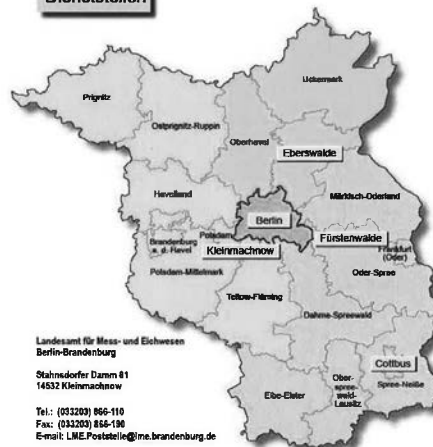 Dienststellen
Uckermark
Prignitz
Ostprignitz-Ruppin
Oberhavel
Eberswalde
Havelland
Märkisch-Oderland
Berlin
Potsdam
Fürstenwalde
Brandenburg
a. d. Havel
Kleinmachnow
Frankfurt
(Oder)
Potsdam-Mittelmark
Oder-Spree
Teltow-Fläming
Dahme-Spreewald
Cottbus
Elbe-Elster
Ober-
spree-
wald-
Lausitz
Spree-Neiße
Landesamt für Mess- und Eichwesen
Berlin-Brandenburg
Stahnsdorfer Damm 81
14532 Kleinmachnow
Tel.: (033203) 866-110
Fax: (033203) 866-190
E-mail: LME.Poststelle@lme.brandenburg.de